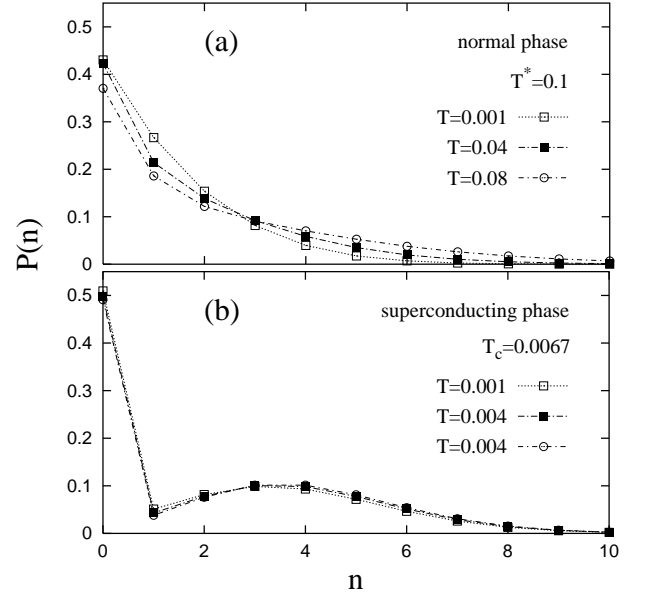 0.5
0.4
0.3
0.2
0.1
0
(a)
normal phase
T*=0.1
T=0.001
T=0.04
T=0.08
P(n)
0.5
0.4
0.3
0.2
0.1
0
(b)
superconducting phase
T_c=0.0067
T=0.001
T=0.004
T=0.004
0 2 4 6 8 10
n